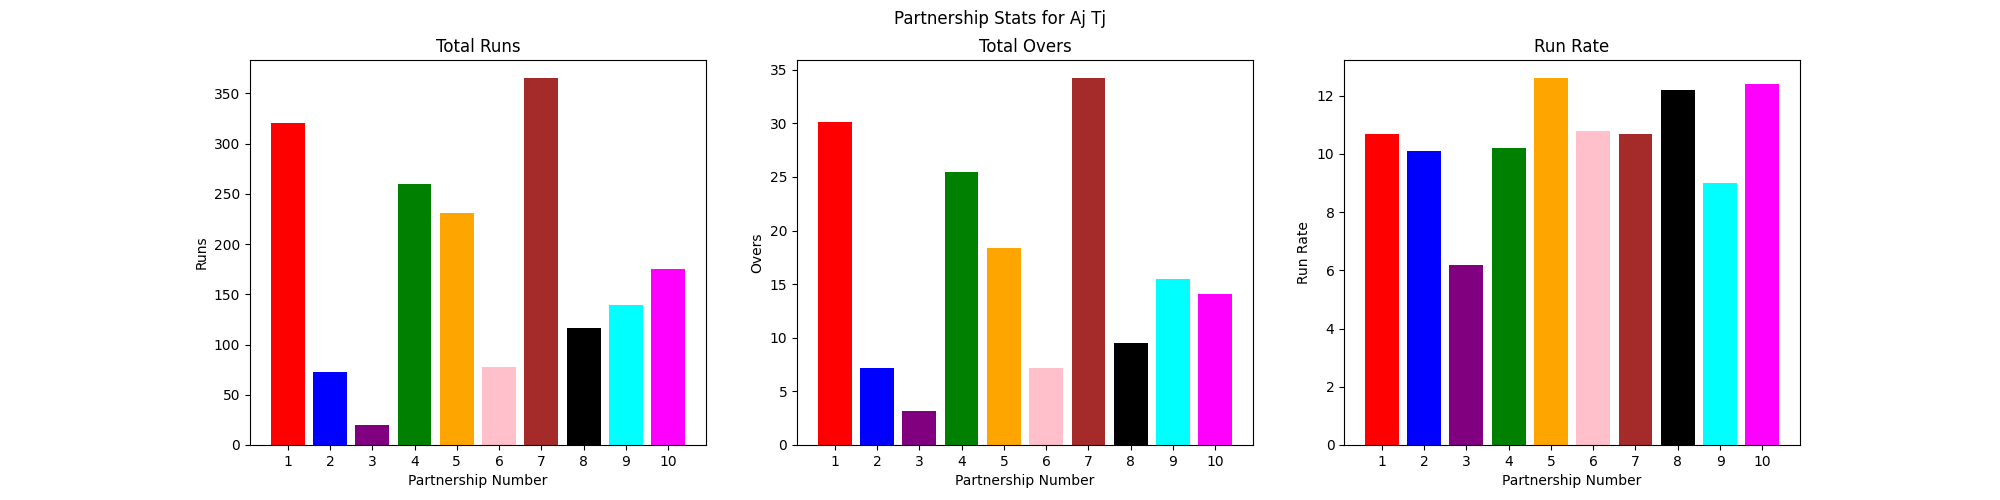 Partnership Stats for Aj Tj
Total Runs
Runs
350
300
250
200
150
100
50
0
1 2 3 4 5 6 7 8 9 10
Partnership Number
Total Overs
Overs
35
30
25
20
15
10
5
0
1 2 3 4 5 6 7 8 9 10
Partnership Number
Run Rate
Run Rate
12
10
8
6
4
2
0
1 2 3 4 5 6 7 8 9 10
Partnership Number